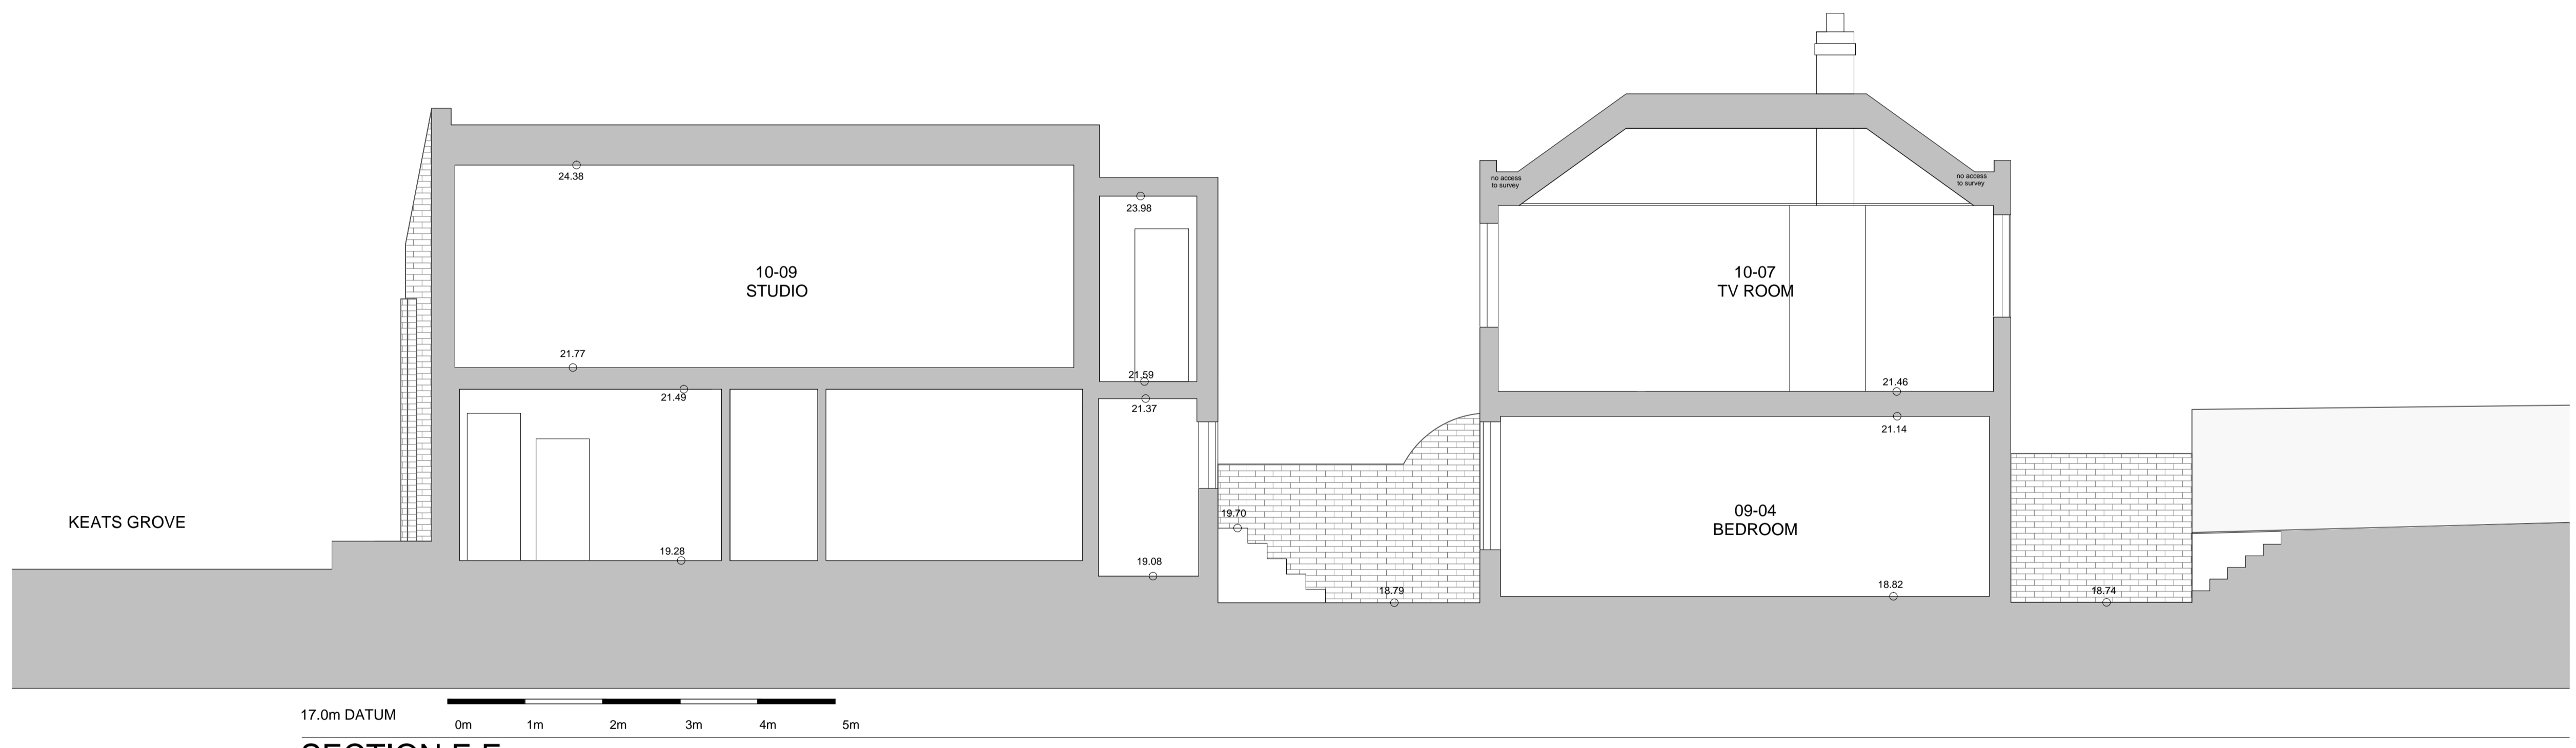 no access
to survey
no access
to survey
24.38
23.98
10-09
STUDIO
10-07
TV ROOM
21.77
21.59
21.49
21.37
21.46
21.14
KEATS GROVE
19.70
09-04
BEDROOM
19.28
19.08
18.79
18.82
18.74
17.0m DATUM
0m 1m 2m 3m 4m 5m